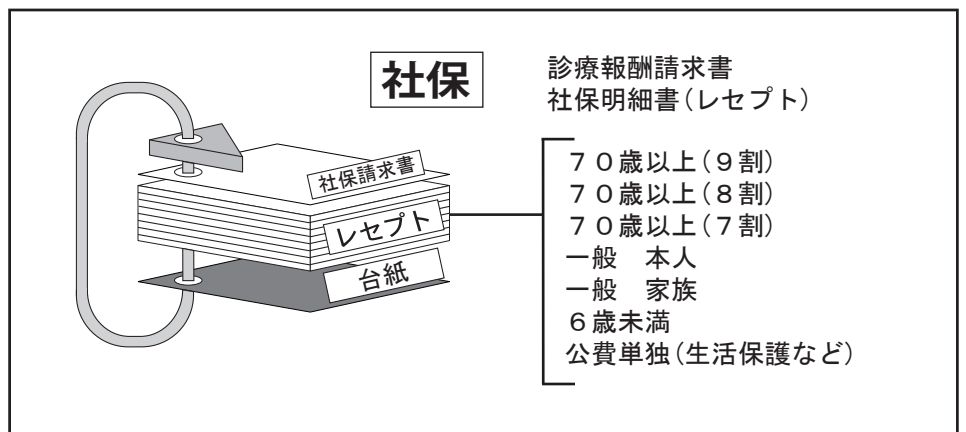 社保
診療報酬請求書
社保明細書(レセプト)
社保請求書
レセプト
台紙
７０歳以上(９割)
７０歳以上(８割)
７０歳以上(７割)
一般　本人
一般　家族
６歳未満
公費単独(生活保護など)